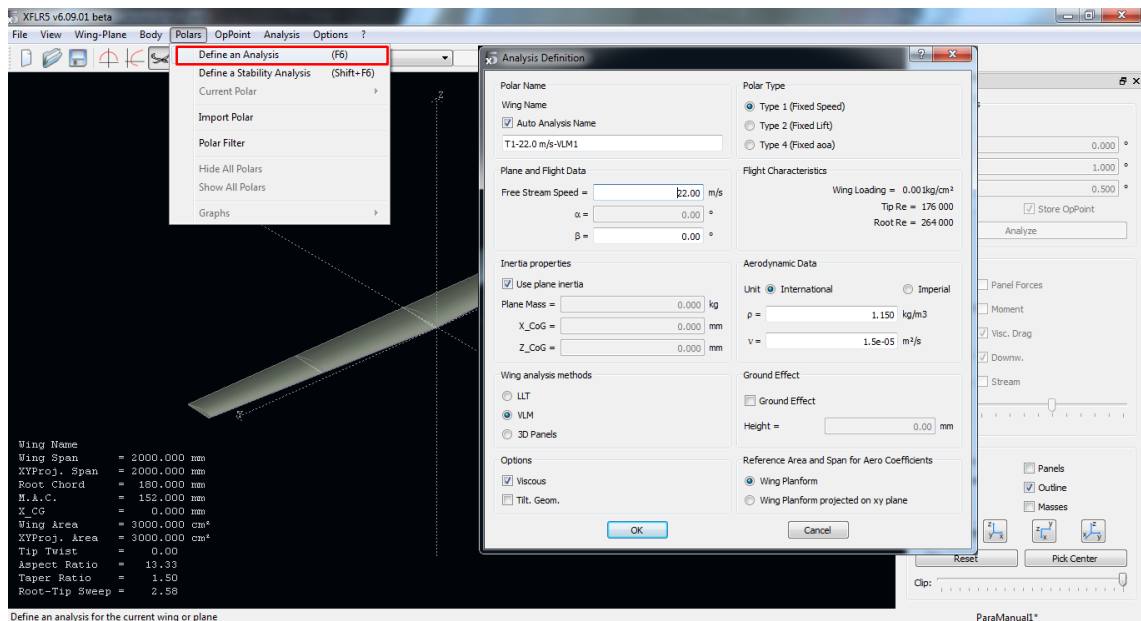 XFLR5 v6.09.01 beta
File View Wing-Plane Body Polars OpPoint Analysis Options ?
Define an Analysis (F6)
Define a Stability Analysis (Shift+F6)
Current Polar
Import Polar
Polar Filter
Hide All Polars
Show All Polars
Graphs
Z
X
Wing Name
Wing Span = 2000.000 mm
XYProj. Span = 2000.000 mm
Root Chord = 180.000 mm
M.A.C. = 152.000 mm
X_CG = 0.000 mm
Wing Area = 3000.000 cm²
XYProj. Area = 3000.000 cm²
Tip Twist = 0.00
Aspect Ratio = 13.33
Taper Ratio = 1.50
Root-Tip Sweep = 2.58
Analysis Definition
Polar Name
Wing Name
Auto Analysis Name
T1-22.0 m/s-VLM1
Plane and Flight Data
Free Stream Speed = 22.00 m/s
α = 0.00 °
β = 0.00 °
Inertia properties
Use plane inertia
Plane Mass = 0.000 kg
X_CoG = 0.000 mm
Z_CoG = 0.000 mm
Wing analysis methods
LLT
VLM
3D Panels
Options
Viscous
Tilt. Geom.
OK
Polar Type
Type 1 (Fixed Speed)
Type 2 (Fixed Lift)
Type 4 (Fixed aoa)
Flight Characteristics
Wing Loading = 0.001kg/cm²
Tip Re = 176 000
Root Re = 264 000
Aerodynamic Data
Unit International Imperial
ρ = 1.150 kg/m3
ν = 1.5e-05 m²/s
Ground Effect
Ground Effect
Height = 0.00 mm
Reference Area and Span for Aero Coefficients
Wing Planform
Wing Planform projected on xy plane
Cancel
0.000 °
1.000 °
0.500 °
Store OpPoint
Analyze
Panel Forces
Moment
Visc. Drag
Downw.
Stream
Panels
Outline
Masses
z y x
z y x
z x y
Reset Pick Center
Clip:
Define an analysis for the current wing or plane
ParaManual1*